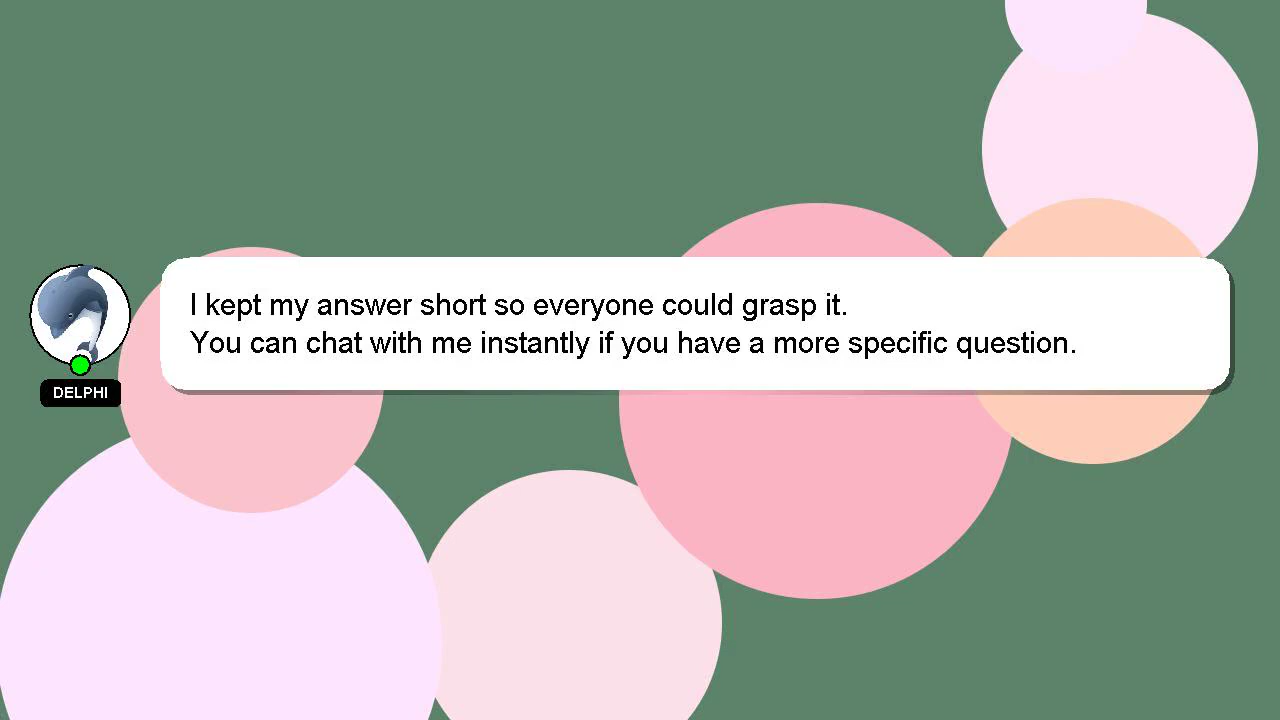 I kept my answer short so everyone could grasp it.
You can chat with me instantly if you have a more specific question.
DELPHI